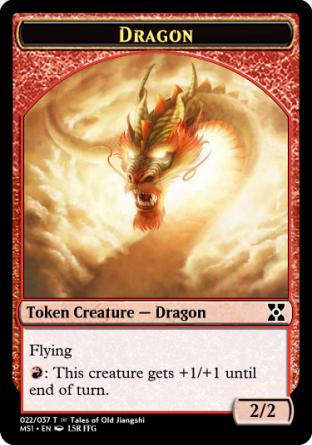 DRAGON
Token Creature — Dragon
Flying
: This creature gets +1/+1 until
end of turn.
2/2
022/037 T Tales of Old Jiangshi
MS1 • EN LSR FFG